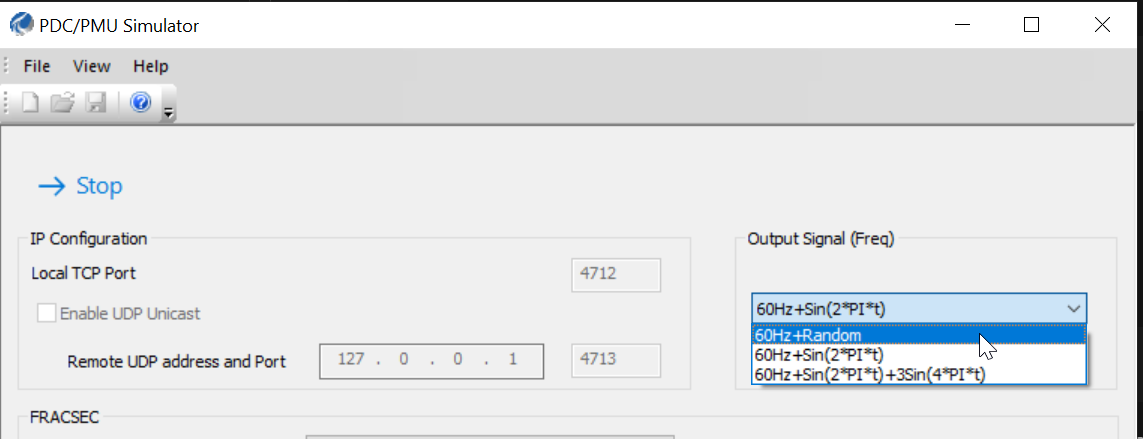 PDC/PMU Simulator
File View Help
Stop
IP Configuration
Local TCP Port 4712
Enable UDP Unicast
Remote UDP address and Port 127 . 0 . 0 . 1 4713
Output Signal (Freq)
60Hz+Sin(2*PI*t)
60Hz+Random
60Hz+Sin(2*PI*t)
60Hz+Sin(2*PI*t)+3Sin(4*PI*t)
FRACSEC